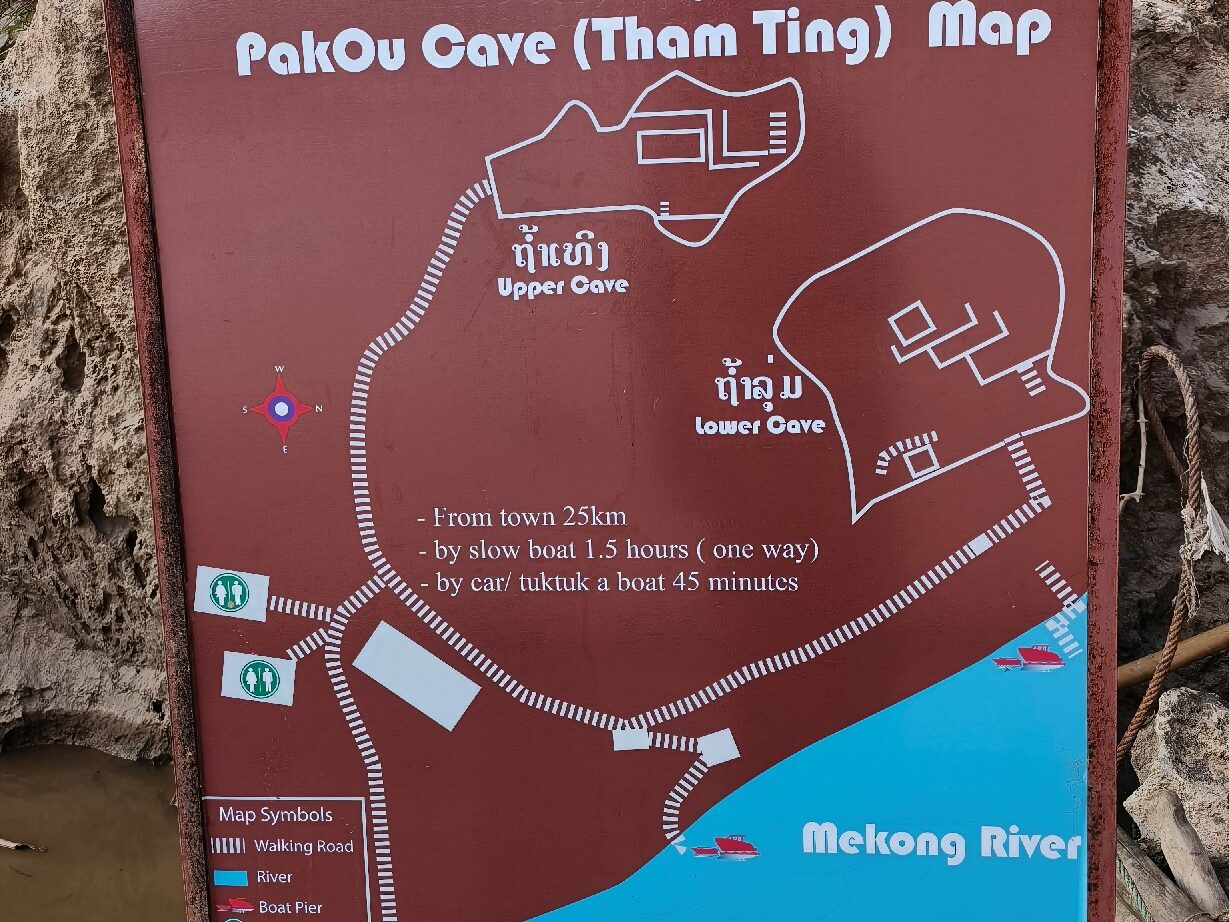 PakOu Cave (Tham Ting) Map
ຖ້ຳເທິງ
Upper Cave
ຖ້ຳລຸ່ມ
Lower Cave
W
S
N
E
- From town 25km
- by slow boat 1.5 hours ( one way)
- by car/ tuktuk a boat 45 minutes
Mekong River
Map Symbols
Walking Road
River
Boat Pier